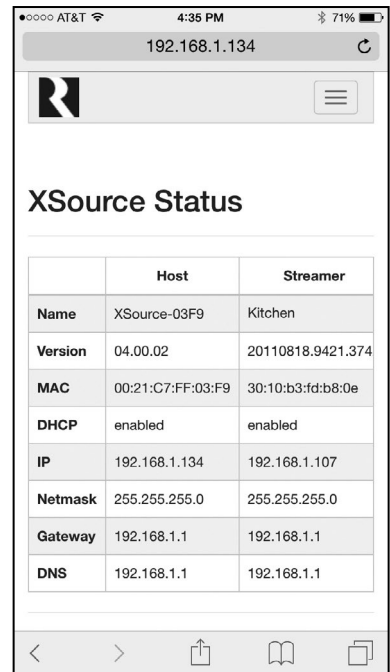 AT&T 4:35 PM 71%
192.168.1.134
XSource Status
Host Streamer
Name XSource-03F9 Kitchen
Version 04.00.02 20110818.9421.374
MAC 00:21:C7:FF:03:F9 30:10:b3:fd:b8:0e
DHCP enabled enabled
IP 192.168.1.134 192.168.1.107
Netmask 255.255.255.0 255.255.255.0
Gateway 192.168.1.1 192.168.1.1
DNS 192.168.1.1 192.168.1.1